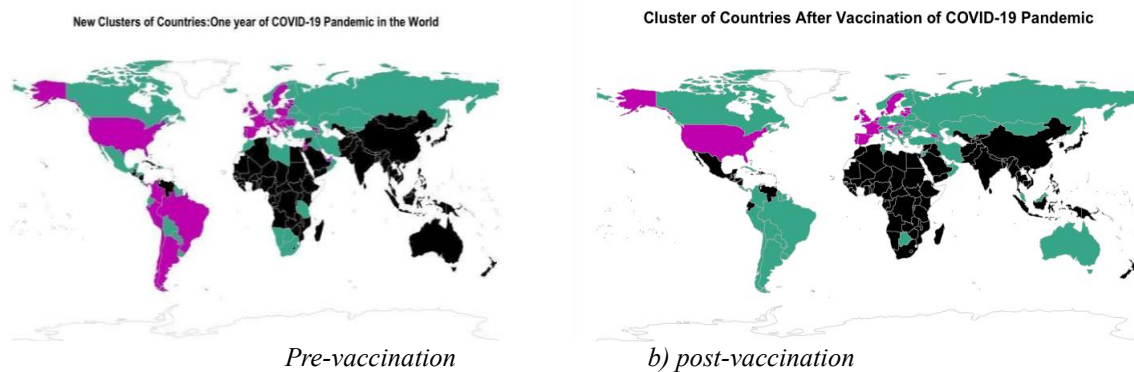 New Clusters of Countries:One year of COVID-19 Pandemic in the World
Cluster of Countries After Vaccination of COVID-19 Pandemic
Pre-vaccination
b) post-vaccination